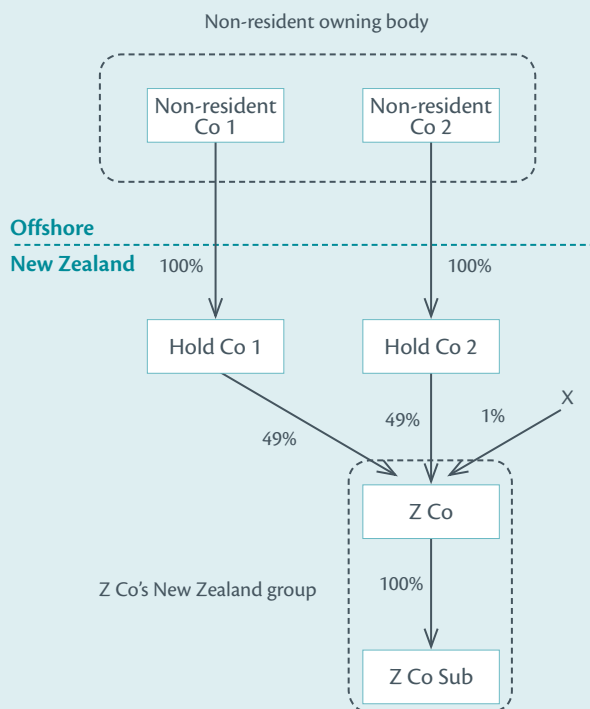 Non-resident owning body
Non-resident
Co 1
Non-resident
Co 2
Offshore
New Zealand
100%
100%
Hold Co 1
Hold Co 2
X
1%
49%
49%
Z Co
Z Co's New Zealand group
100%
Z Co Sub